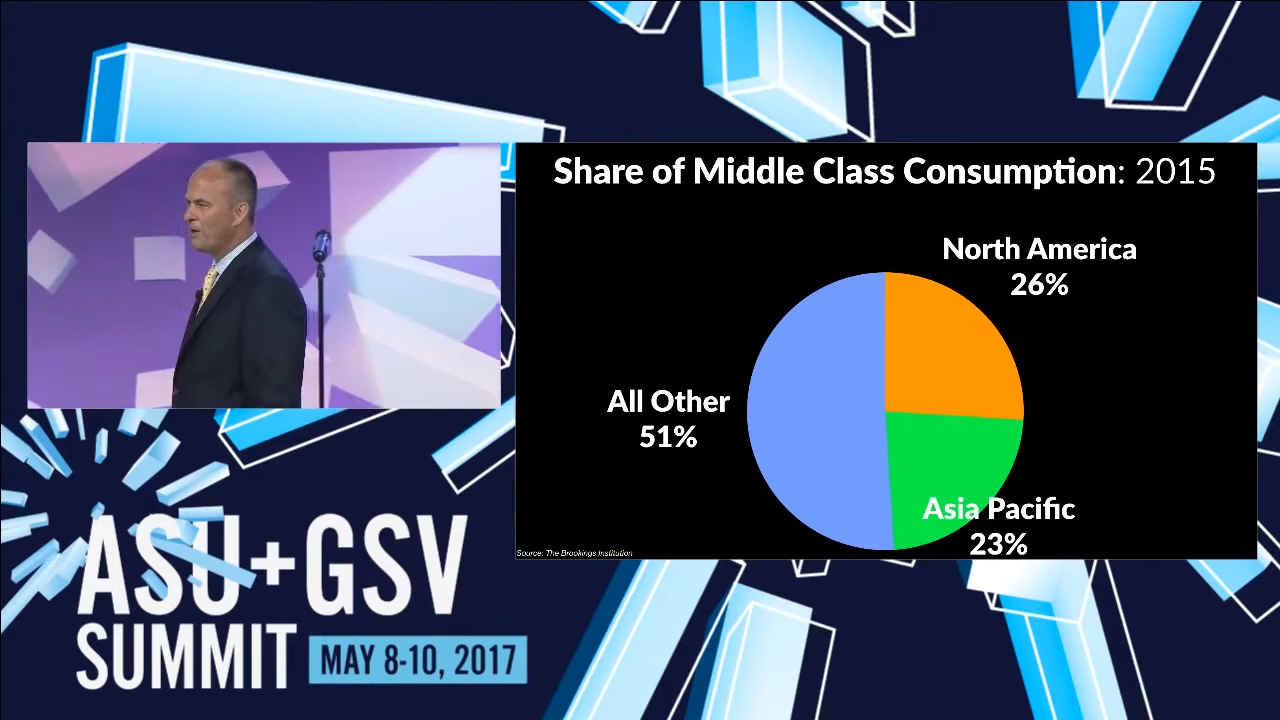 Share of Middle Class Consumption: 2015
North America
26%
All Other
51%
Asia Pacific
23%
Source: The Brookings Institution
ASU+GSV
SUMMIT
MAY 8-10, 2017